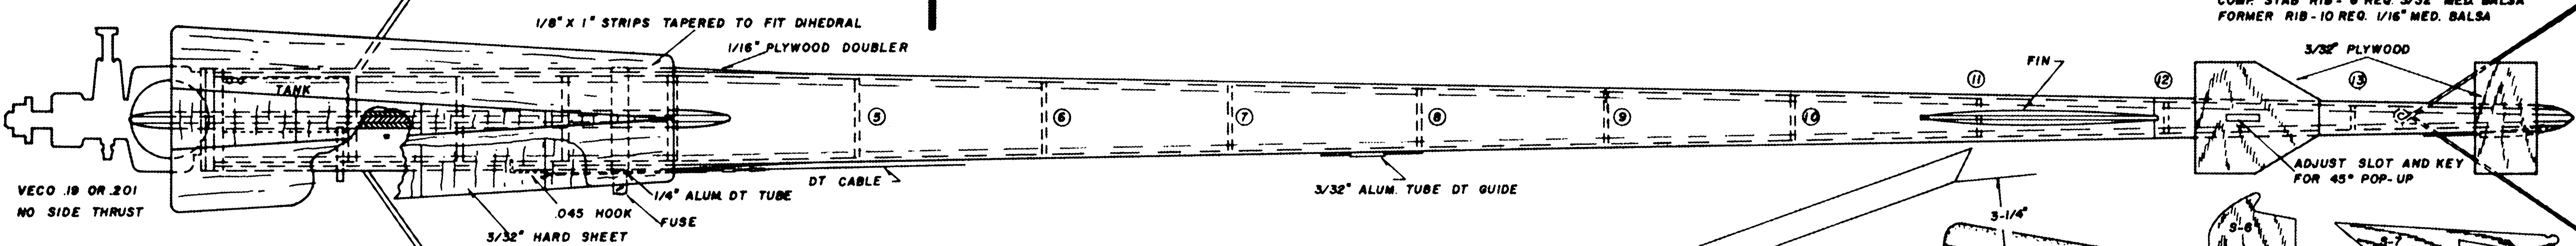 COMP. STAB RIB - 6 REQ. 3/32" MED. BALSA
FORMER RIB - 10 REQ. 1/16" MED. BALSA
1/8" X 1" STRIPS TAPERED TO FIT DIHEDRAL
1/16" PLYWOOD DOUBLER
3/32" PLYWOOD
FIN
TANK
5
6
7
8
9
10
11
12
13
VECO .19 OR .201
NO SIDE THRUST
DT CABLE
1/4" ALUM. DT TUBE
.045 HOOK
FUSE
3/32" HARD SHEET
3/32" ALUM. TUBE DT GUIDE
ADJUST SLOT AND KEY
FOR 45° POP-UP
3-1/4"
S-6
S-7